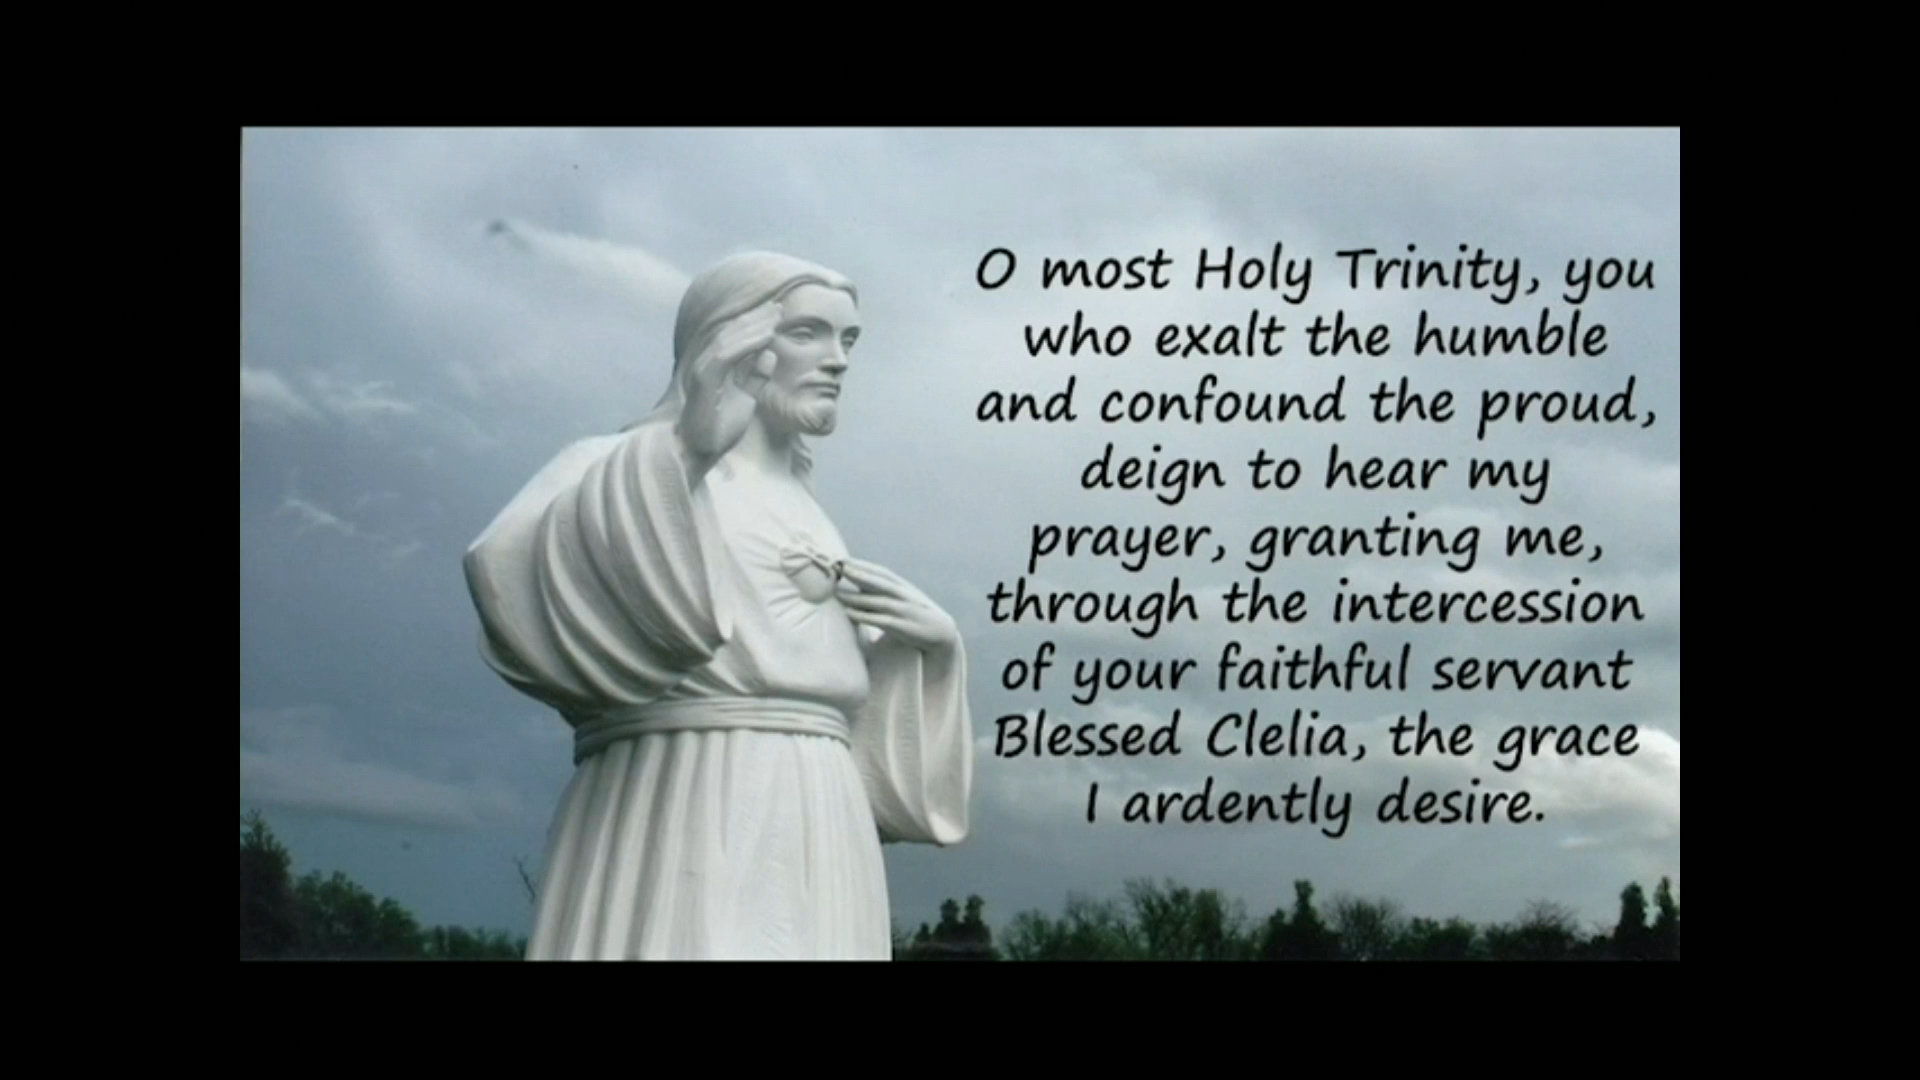 O most Holy Trinity, you
who exalt the humble
and confound the proud,
deign to hear my
prayer, granting me,
through the intercession
of your faithful servant
Blessed Clelia, the grace
I ardently desire.